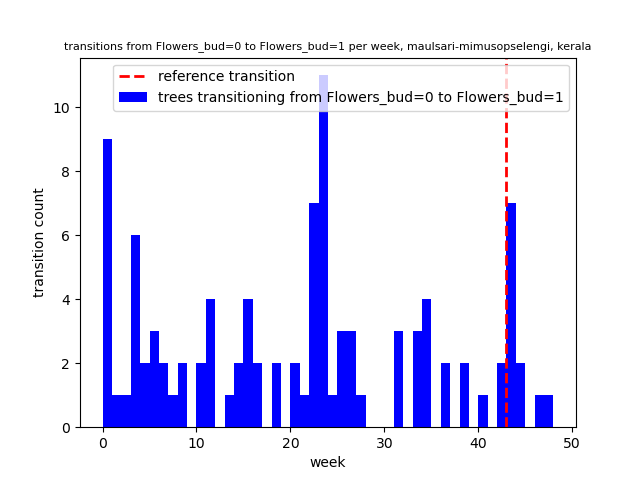 transitions from Flowers_bud=0 to Flowers_bud=1 per week, maulsari-mimusopselengi, kerala
reference transition
trees transitioning from Flowers_bud=0 to Flowers_bud=1
transition count
10
8
6
4
2
0
0 10 20 30 40 50
week